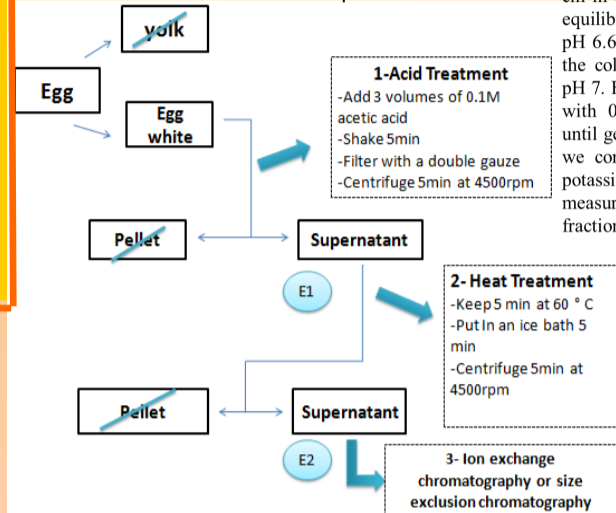 yolk
Egg
Egg
white
1-Acid Treatment
-Add 3 volumes of 0.1M
acetic acid
-Shake 5min
-Filter with a double gauze
-Centrifuge 5min at 4500rpm
Pellet
Supernatant
E1
2- Heat Treatment
-Keep 5 min at 60 ° C
-Put In an ice bath 5
min
-Centrifuge 5min at
4500rpm
Pellet
Supernatant
E2
3- Ion exchange
chromatography or size
exclusion chromatography
equilib
pH 6.6
the col
pH 7. F
with 0
until ge
we con
potassi
measur
fraction